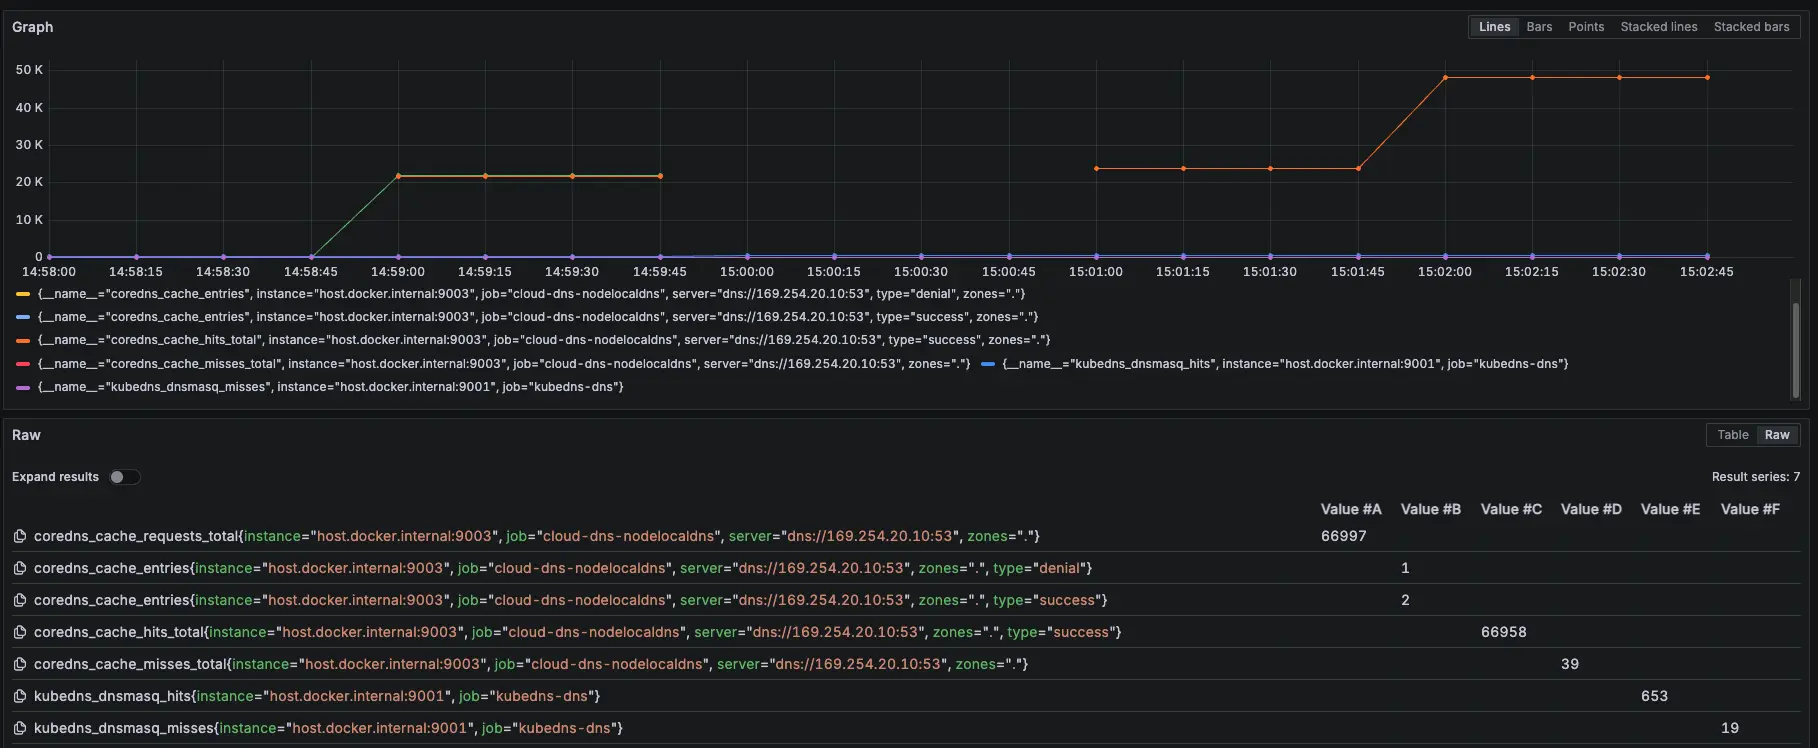 Graph
Lines Bars Points Stacked lines Stacked bars
50 K
40 K
30 K
20 K
10 K
0
14:58:00 14:58:15 14:58:30 14:58:45 14:59:00 14:59:15 14:59:30 14:59:45 15:00:00 15:00:15 15:00:30 15:00:45 15:01:00 15:01:15 15:01:30 15:01:45 15:02:00 15:02:15 15:02:30 15:02:45
{__name__="coredns_cache_entries", instance="host.docker.internal:9003", job="cloud-dns-nodelocaldns", server="dns://169.254.20.10:53", type="denial", zones="."}
{__name__="coredns_cache_entries", instance="host.docker.internal:9003", job="cloud-dns-nodelocaldns", server="dns://169.254.20.10:53", type="success", zones="."}
{__name__="coredns_cache_hits_total", instance="host.docker.internal:9003", job="cloud-dns-nodelocaldns", server="dns://169.254.20.10:53", type="success", zones="."}
{__name__="coredns_cache_misses_total", instance="host.docker.internal:9003", job="cloud-dns-nodelocaldns", server="dns://169.254.20.10:53", zones="."} {__name__="kubedns_dnsmasq_hits", instance="host.docker.internal:9001", job="kubedns-dns"}
{__name__="kubedns_dnsmasq_misses", instance="host.docker.internal:9001", job="kubedns-dns"}
Raw
Table Raw
Expand results
Result series: 7
Value #A Value #B Value #C Value #D Value #E Value #F
coredns_cache_requests_total{instance="host.docker.internal:9003", job="cloud-dns-nodelocaldns", server="dns://169.254.20.10:53", zones="."} 66997
coredns_cache_entries{instance="host.docker.internal:9003", job="cloud-dns-nodelocaldns", server="dns://169.254.20.10:53", zones=".", type="denial"} 1
coredns_cache_entries{instance="host.docker.internal:9003", job="cloud-dns-nodelocaldns", server="dns://169.254.20.10:53", zones=".", type="success"} 2
coredns_cache_hits_total{instance="host.docker.internal:9003", job="cloud-dns-nodelocaldns", server="dns://169.254.20.10:53", zones=".", type="success"} 66958
coredns_cache_misses_total{instance="host.docker.internal:9003", job="cloud-dns-nodelocaldns", server="dns://169.254.20.10:53", zones="."} 39
kubedns_dnsmasq_hits{instance="host.docker.internal:9001", job="kubedns-dns"} 653
kubedns_dnsmasq_misses{instance="host.docker.internal:9001", job="kubedns-dns"} 19